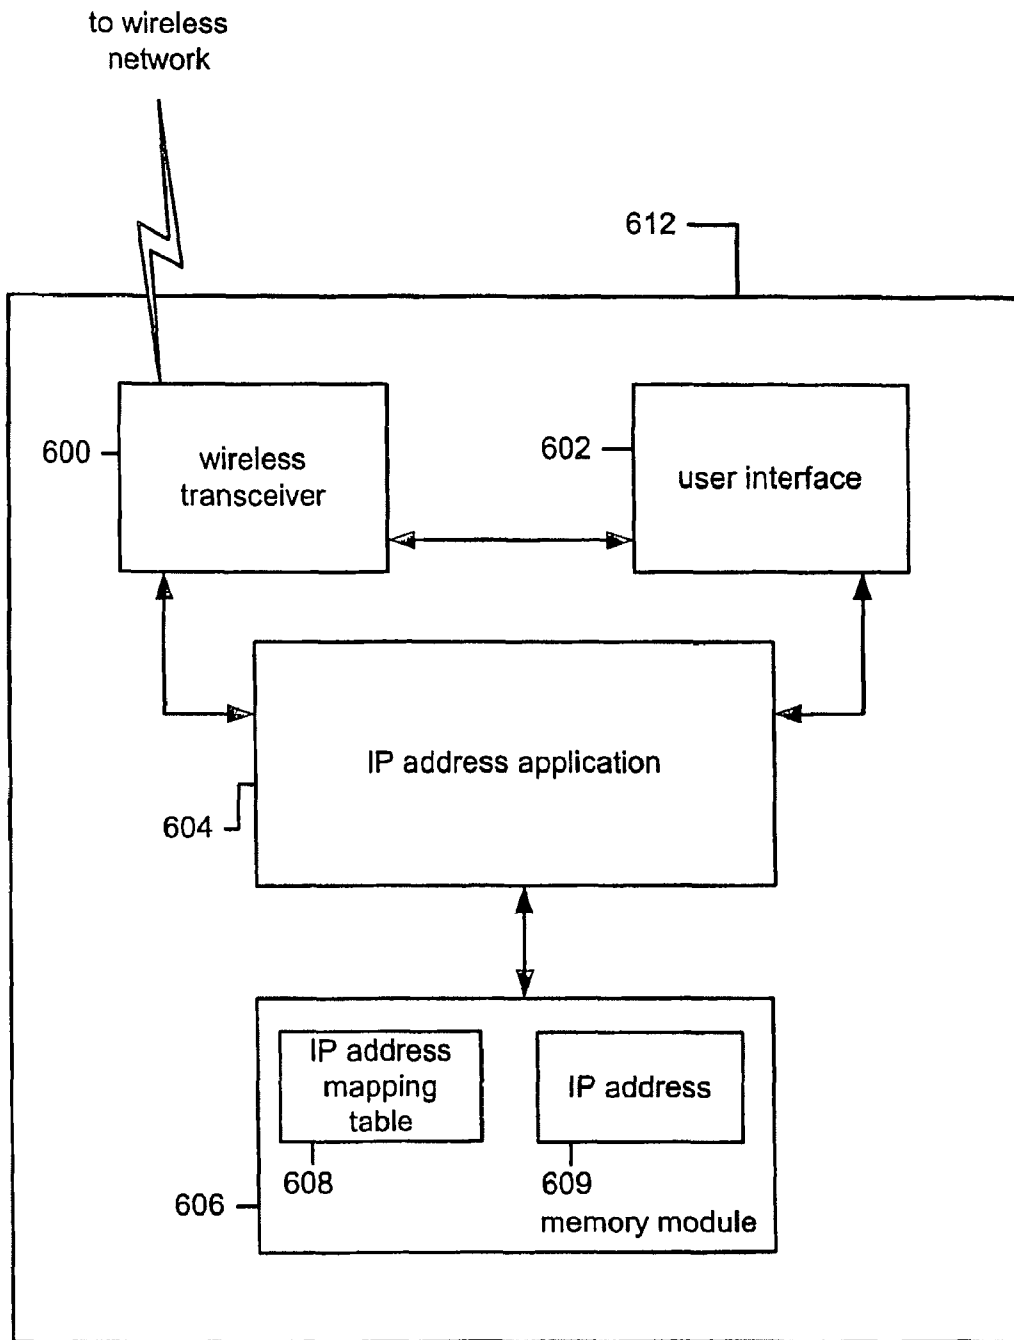 to wireless
network
612
600
wireless
transceiver
602
user interface
IP address application
604
IP address
mapping
table
IP address
608
609
606
memory module